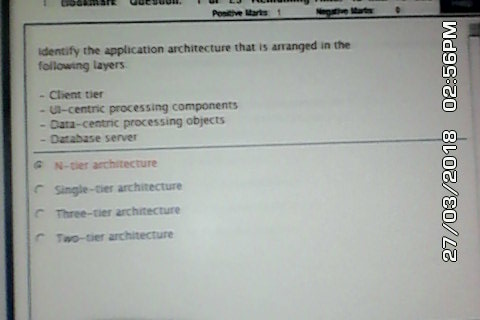 Bookmark Question: 1 of 25 Remaining
Positive Marks: 1 Negative Marks: 0
Identify the application architecture that is arranged in the
following layers.
- Client tier
- UI-centric processing components
- Data-centric processing objects
- Database server
N-tier architecture
Single-tier architecture
Three-tier architecture
Two-tier architecture
27/03/2018 02:56PM